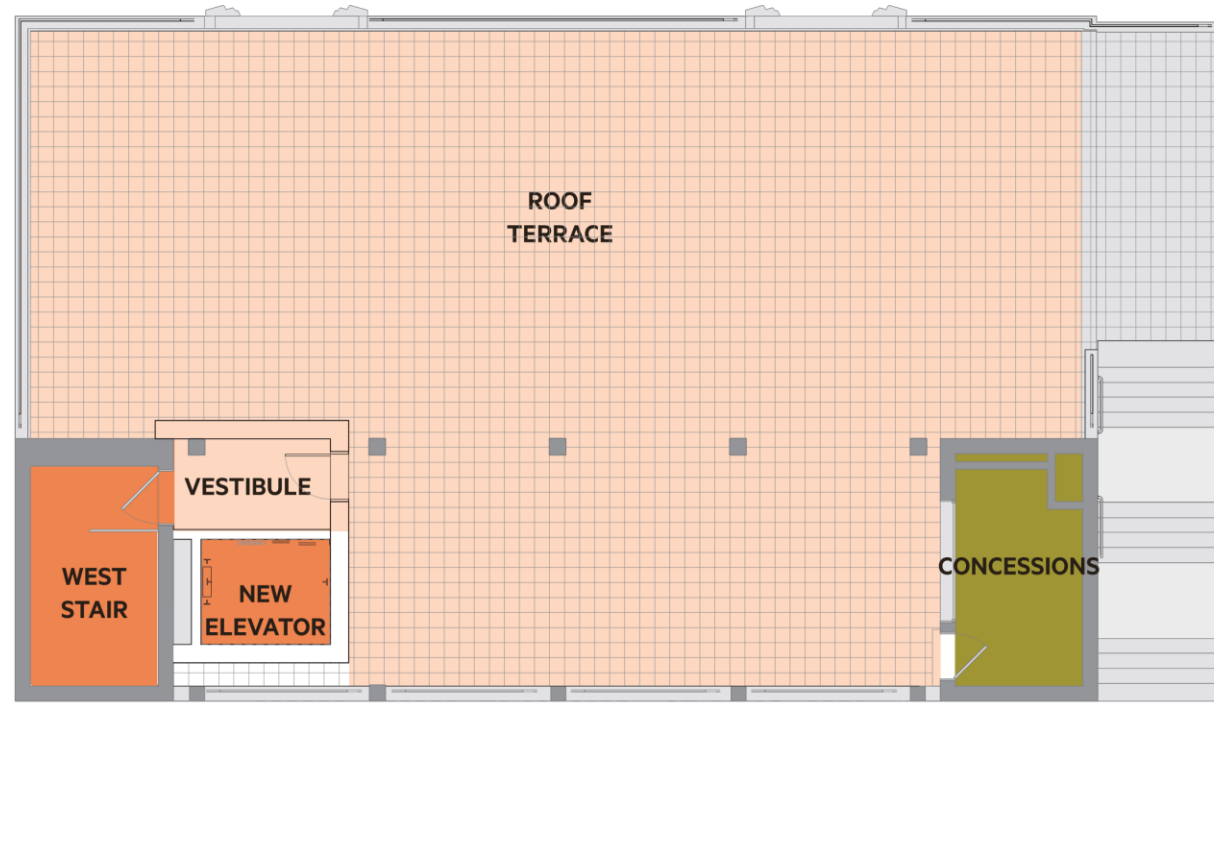 ROOF
TERRACE
VESTIBULE
WEST
STAIR
NEW
ELEVATOR
CONCESSIONS